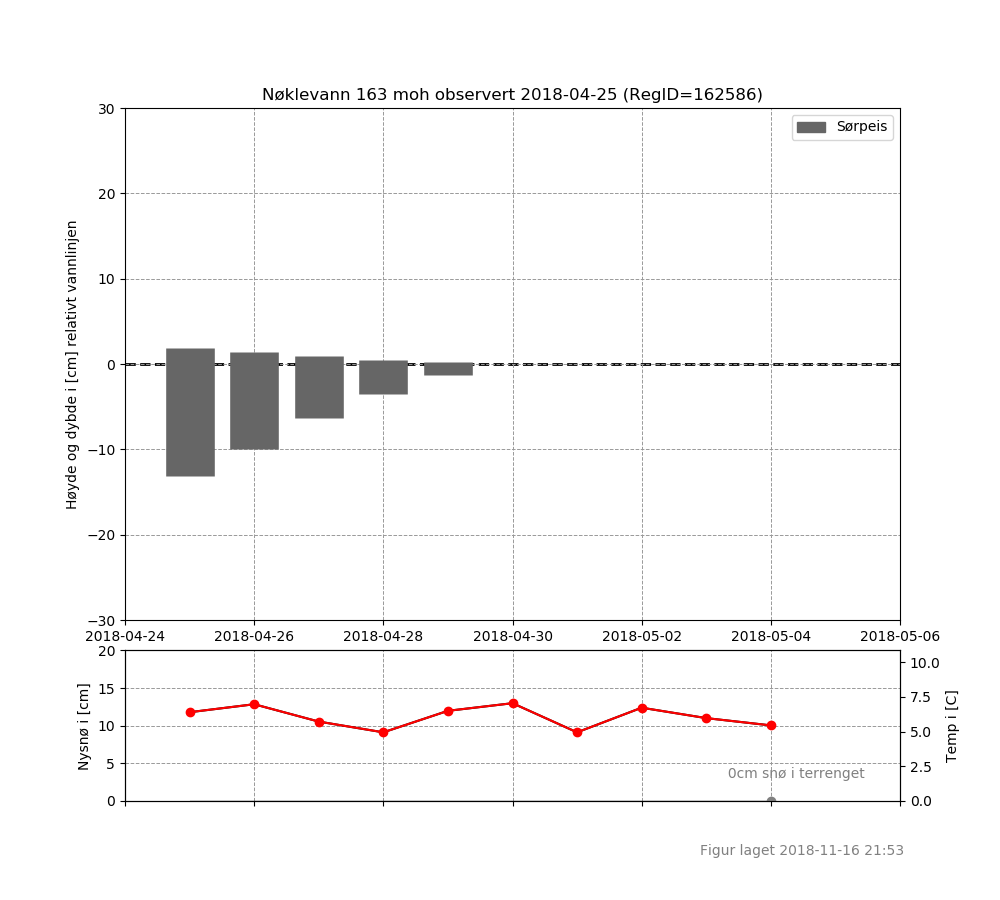 Nøklevann 163 moh observert 2018-04-25 (RegID=162586)
Sørpeis
Høyde og dybde i [cm] relativt vannlinjen
30
20
10
0
−10
−20
−30
2018-04-24 2018-04-26 2018-04-28 2018-04-30 2018-05-02 2018-05-04 2018-05-06
Nysnø i [cm]
20
15
10
5
0
10.0
7.5
5.0
2.5
0.0
Temp i [C]
0cm snø i terrenget
Figur laget 2018-11-16 21:53